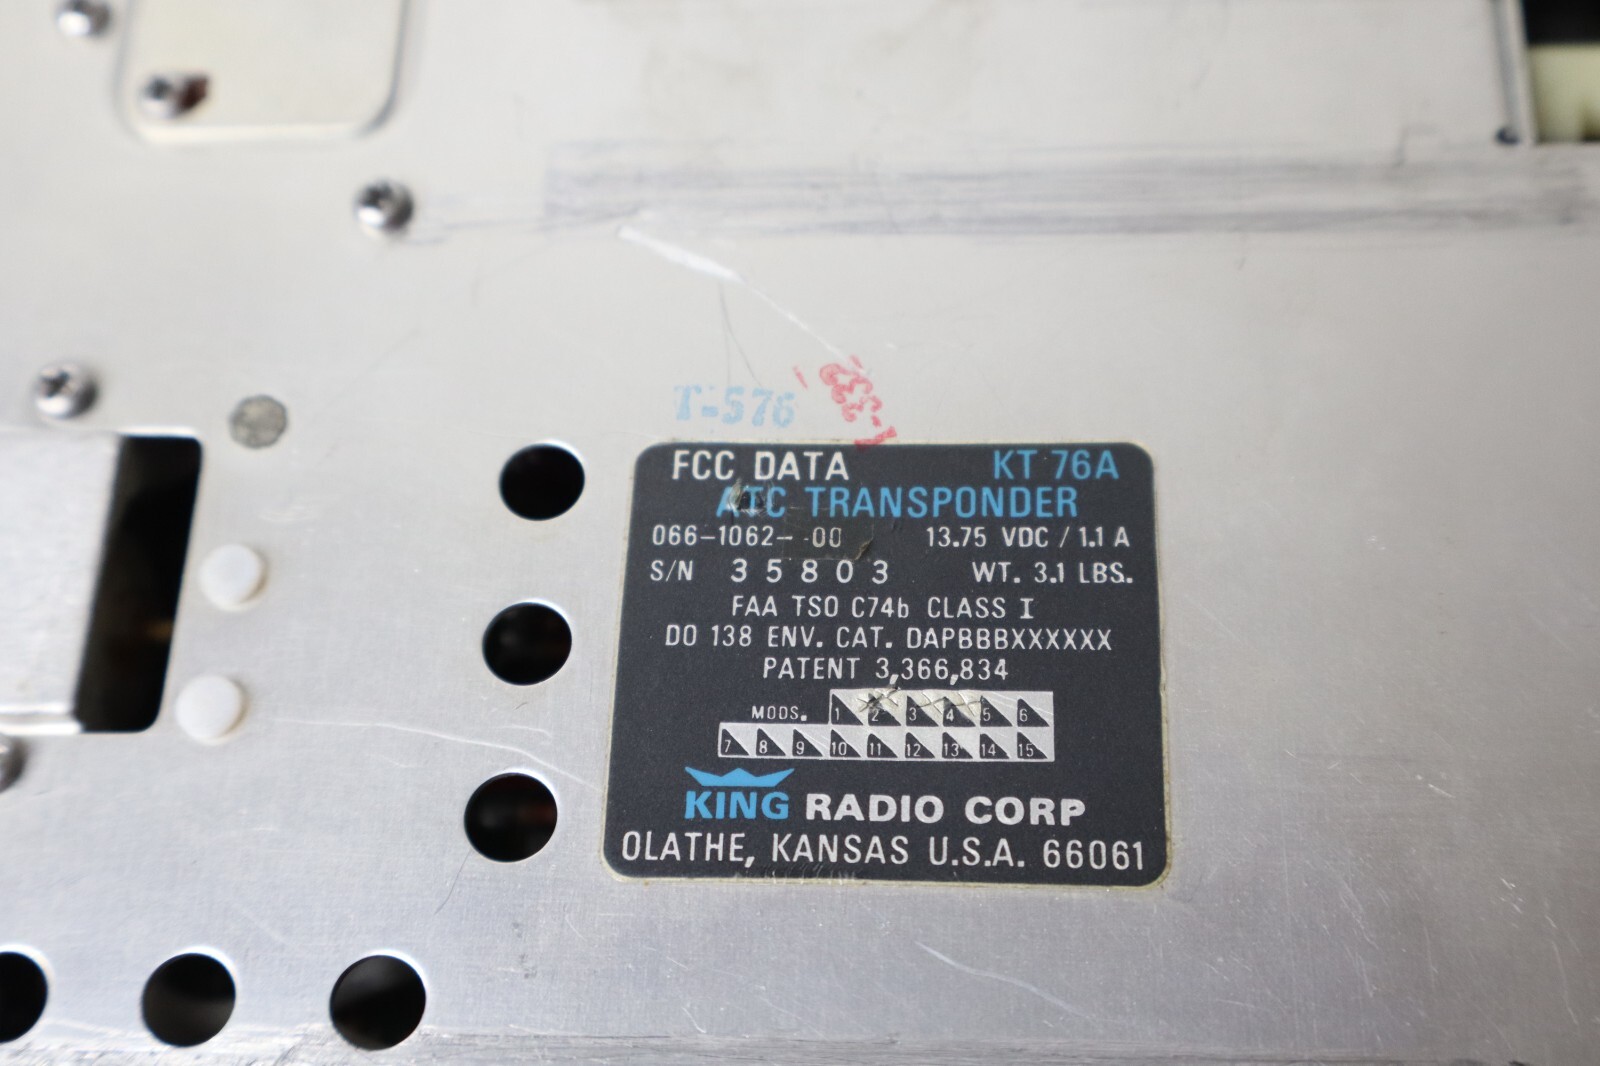 T-576
FCC DATA KT 76A
ATC TRANSPONDER
066-1062- 00 13.75 VDC / 1.1 A
S/N 35803 WT. 3.1 LBS.
FAA TSO C74b CLASS I
DO 138 ENV. CAT. DAPBBBXXXXXX
PATENT 3,366,834
MODS. 1 2 3 4 5 6
7 8 9 10 11 12 13 14 15
KING RADIO CORP
OLATHE, KANSAS U.S.A. 66061